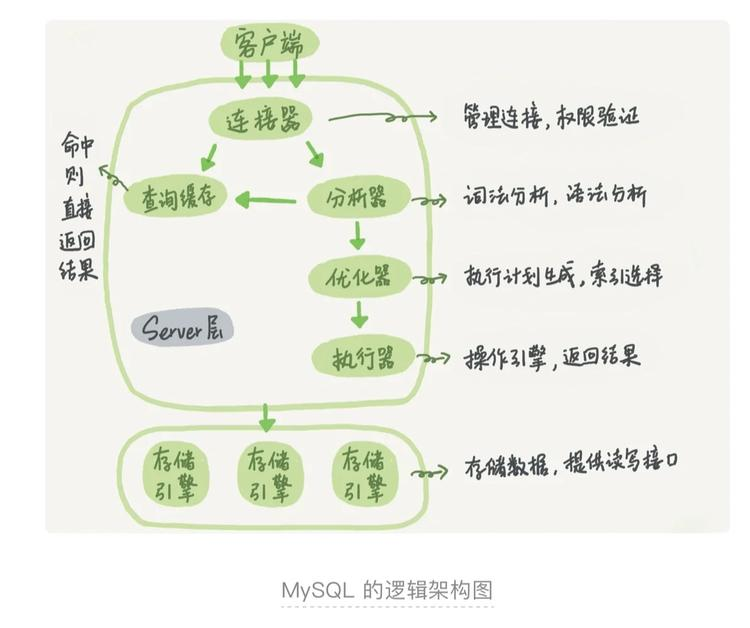 客户端
连接器
管理连接，权限验证
命中
则
直接
返回
结果
查询缓存
分析器
词法分析，语法分析
优化器
执行计划生成，索引选择
Server层
执行器
操作引擎，返回结果
存储
引擎
存储
引擎
存储
引擎
存储数据，提供读写接口
MySQL 的逻辑架构图